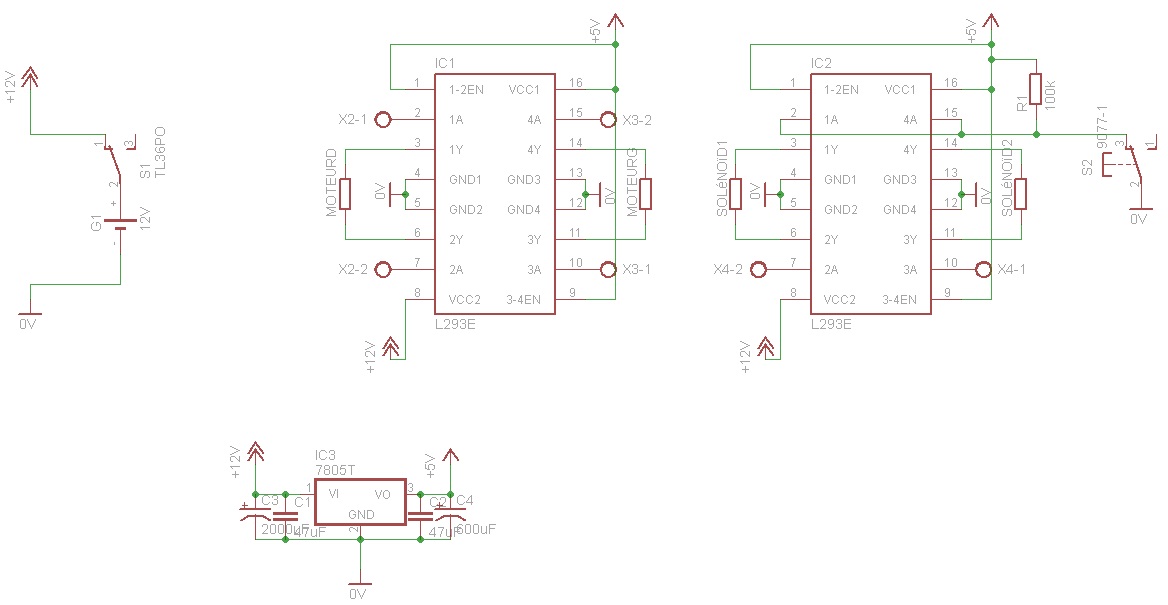 +12V
1
3
S1
TL36PO
2
+
G1
12V
-
0V
+5V
IC1
1 1-2EN VCC1 16
X2-1 2 1A 4A 15 X3-2
3 1Y 4Y 14
MOTEURD
4 GND1 GND3 13
0V
0V
MOTEURG
5 GND2 GND4 12
6 2Y 3Y 11
X2-2 7 2A 3A 10 X3-1
8 VCC2 3-4EN 9
L293E
+12V
+5V
IC2
1 1-2EN VCC1 16
R1
100k
2 1A 4A 15
3 1Y 4Y 14
SOLéNOïD1
4 GND1 GND3 13
0V
0V
SOLéNOïD2
5 GND2 GND4 12
6 2Y 3Y 11
X4-2 7 2A 3A 10 X4-1
8 VCC2 3-4EN 9
L293E
+12V
9077-1
3
1
S2
2
0V
+12V
IC3
7805T
+5V
1 VI VO 3
GND
2
+
C3
2000uF
C1
47uF
C2
47uF
+
C4
600uF
0V